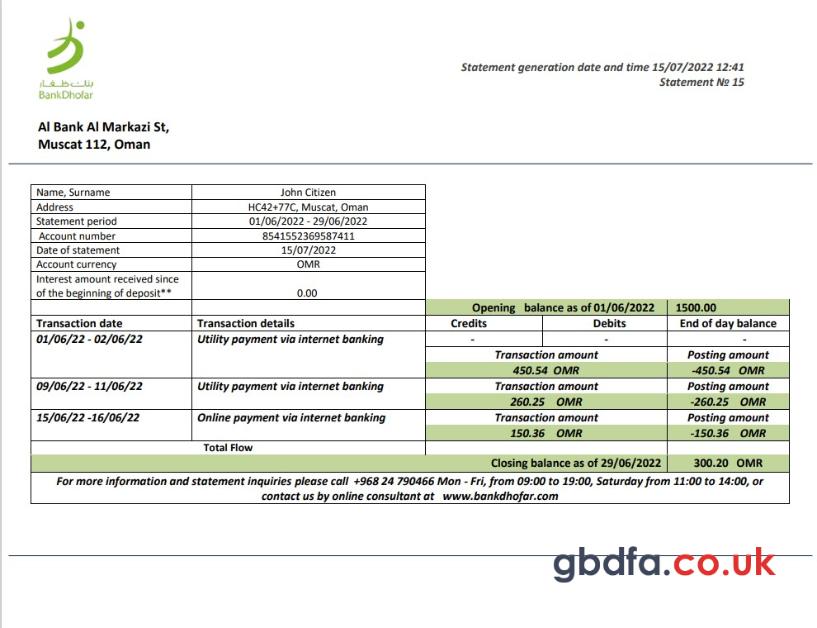 بنك ظفار
BankDhofar
Statement generation date and time 15/07/2022 12:41
Statement № 15
Al Bank Al Markazi St,
Muscat 112, Oman
Name, Surname John Citizen
Address HC42+77C, Muscat, Oman
Statement period 01/06/2022 - 29/06/2022
Account number 8541552369587411
Date of statement 15/07/2022
Account currency OMR
Interest amount received since
of the beginning of deposit** 0.00
Opening balance as of 01/06/2022 1500.00
Transaction date Transaction details Credits Debits End of day balance
01/06/22 - 02/06/22 Utility payment via internet banking - - -
Transaction amount Posting amount
450.54 OMR -450.54 OMR
09/06/22 - 11/06/22 Utility payment via internet banking Transaction amount Posting amount
260.25 OMR -260.25 OMR
15/06/22 -16/06/22 Online payment via internet banking Transaction amount Posting amount
150.36 OMR -150.36 OMR
Total Flow
Closing balance as of 29/06/2022 300.20 OMR
For more information and statement inquiries please call +968 24 790466 Mon - Fri, from 09:00 to 19:00, Saturday from 11:00 to 14:00, or
contact us by online consultant at www.bankdhofar.com
gbdfa.co.uk